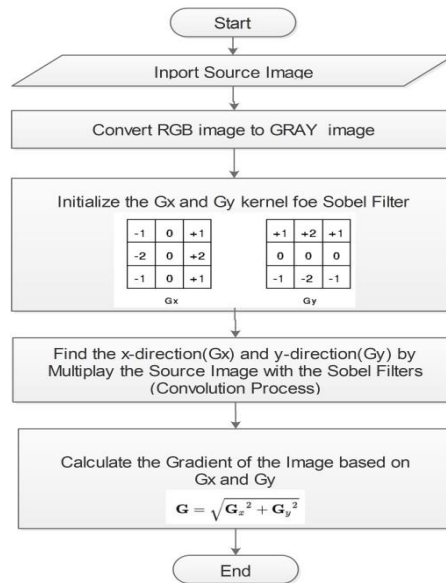 Start
Inport Source Image
Convert RGB image to GRAY image
Initialize the Gx and Gy kernel foe Sobel Filter
-1 0 +1
-2 0 +2
-1 0 +1
Gx
+1 +2 +1
0 0 0
-1 -2 -1
Gy
Find the x-direction(Gx) and y-direction(Gy) by
Multiplay the Source Image with the Sobel Filters
(Convolution Process)
Calculate the Gradient of the Image based on
Gx and Gy
G = √(Gx² + Gy²)
End